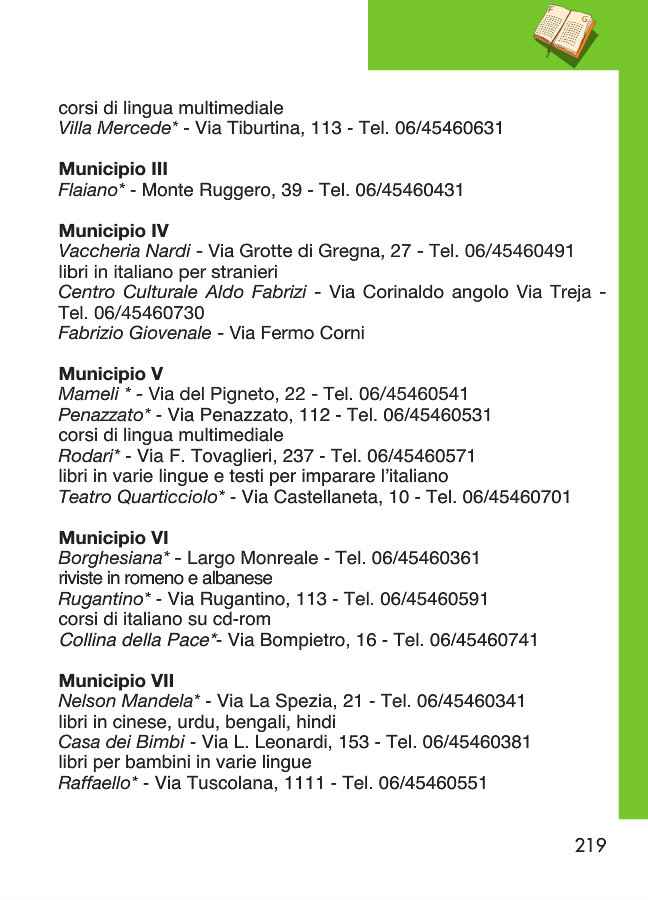 corsi di lingua multimediale
Villa Mercede* - Via Tiburtina, 113 - Tel. 06/45460631
Municipio III
Flaiano* - Monte Ruggero, 39 - Tel. 06/45460431
Municipio IV
Vaccheria Nardi - Via Grotte di Gregna, 27 - Tel. 06/45460491
libri in italiano per stranieri
Centro Culturale Aldo Fabrizi - Via Corinaldo angolo Via Treja -
Tel. 06/45460730
Fabrizio Giovenale - Via Fermo Corni
Municipio V
Mameli * - Via del Pigneto, 22 - Tel. 06/45460541
Penazzato* - Via Penazzato, 112 - Tel. 06/45460531
corsi di lingua multimediale
Rodari* - Via F. Tovaglieri, 237 - Tel. 06/45460571
libri in varie lingue e testi per imparare l’italiano
Teatro Quarticciolo* - Via Castellaneta, 10 - Tel. 06/45460701
Municipio VI
Borghesiana* - Largo Monreale - Tel. 06/45460361
riviste in romeno e albanese
Rugantino* - Via Rugantino, 113 - Tel. 06/45460591
corsi di italiano su cd-rom
Collina della Pace*- Via Bompietro, 16 - Tel. 06/45460741
Municipio VII
Nelson Mandela* - Via La Spezia, 21 - Tel. 06/45460341
libri in cinese, urdu, bengali, hindi
Casa dei Bimbi - Via L. Leonardi, 153 - Tel. 06/45460381
libri per bambini in varie lingue
Raffaello* - Via Tuscolana, 1111 - Tel. 06/45460551
219